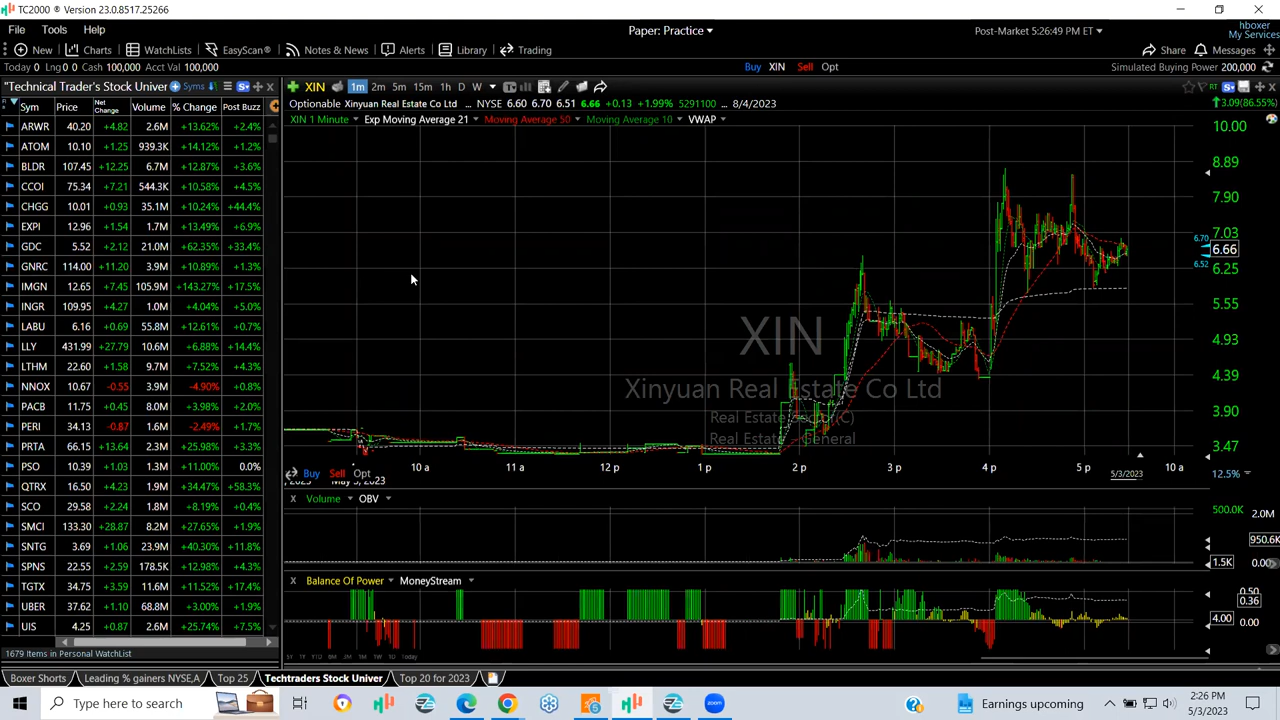 TC2000 ® Version 23.0.8517.25266
File Tools Help
Paper: Practice
Post-Market 5:26:49 PM ET
hboxer
My Services
New Charts WatchLists EasyScan® Notes & News Alerts Library Trading
Share Messages
Today 0 Lng0 0 Cash 100,000 Acct Val 100,000
Buy XIN Sell Opt
Simulated Buying Power 200,000
"Technical Trader's Stock Univer Syms
XIN 1m 2m 5m 15m 1h D W
RT
Sym Price Net Change Volume % Change Post Buzz
Optionable Xinyuan Real Estate Co Ltd ... NYSE 6.60 6.70 6.51 6.66 +0.13 +1.99% 5291100 ... 8/4/2023
3.09(86.55%)
XIN 1 Minute Exp Moving Average 21 Moving Average 50 Moving Average 10 VWAP
ARWR 40.20 +4.82 2.6M +13.62% +2.4%
ATOM 10.10 +1.25 939.3K +14.12% +1.2%
BLDR 107.45 +12.25 6.7M +12.87% +3.6%
CCOI 75.34 +7.21 544.3K +10.58% +4.5%
CHGG 10.01 +0.93 35.1M +10.24% +44.4%
EXPI 12.96 +1.54 1.7M +13.49% +6.9%
GDC 5.52 +2.12 21.0M +62.35% +33.4%
GNRC 114.00 +11.20 3.9M +10.89% +1.3%
IMGN 12.65 +7.45 105.9M +143.27% +17.5%
INGR 109.95 +4.27 1.0M +4.04% +5.0%
LABU 6.16 +0.69 55.8M +12.61% +0.7%
LLY 431.99 +27.79 10.6M +6.88% +14.4%
LTHM 22.60 +1.58 9.7M +7.52% +4.3%
NNOX 10.67 -0.55 3.9M -4.90% +0.8%
PACB 11.75 +0.45 8.0M +3.98% +2.0%
PERI 34.13 -0.87 1.6M -2.49% +1.7%
PRTA 66.15 +13.64 2.3M +25.98% +3.3%
PSO 10.39 +1.03 1.3M +11.00% 0.0%
QTRX 16.50 +4.23 1.9M +34.47% +58.3%
SCO 29.58 +2.24 1.8M +8.19% +0.4%
SMCI 133.30 +28.87 8.2M +27.65% +1.9%
SNTG 3.69 +1.06 23.9M +40.30% +11.8%
SPNS 22.55 +2.59 178.5K +12.98% +4.3%
TGTX 34.75 +3.59 11.6M +11.52% +17.4%
UBER 37.62 +1.10 68.8M +3.00% +1.9%
UIS 4.25 +0.87 2.6M +25.74% +7.5%
1679 Items in Personal WatchList
10.00
8.89
7.90
7.03
6.70
6.66
6.52
6.25
5.55
4.93
4.39
3.90
3.47
XIN
Xinyuan Real Estate Co Ltd
Real Estate
Real Estate General
10 a 11 a 12 p 1 p 2 p 3 p 4 p 5 p 10 a
Buy Sell Opt
5/3/2023
12.5%
Volume OBV
500.0K 2.0M
950.6K
1.5K 0.00
Balance Of Power MoneyStream
0.50
0.36
4.00 0.00
5Y 1Y YTD 6M 3M 1M 1W 1D Today
Boxer Shorts Leading % gainers NYSE,A Top 25 Techtraders Stock Univer Top 20 for 2023
Type here to search
Earnings upcoming
2:26 PM
5/3/2023